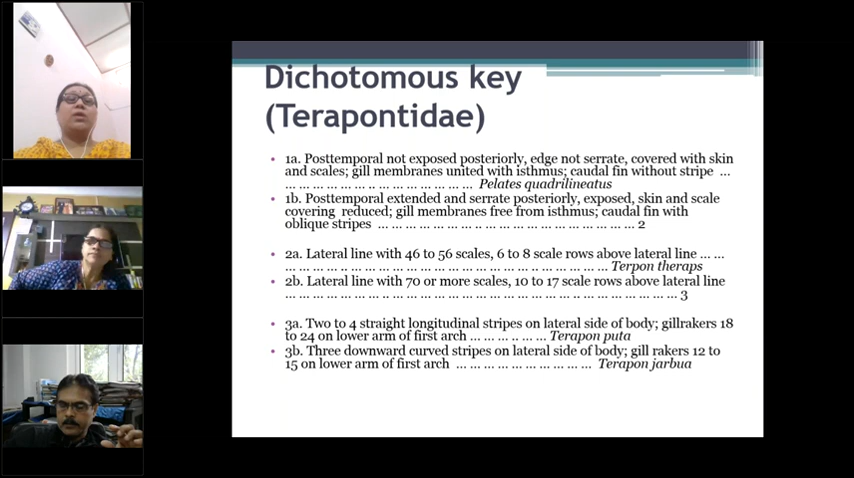 Dichotomous key
(Terapontidae)
• 1a. Posttemporal not exposed posteriorly, edge not serrate, covered with skin
and scales; gill membranes united with isthmus; caudal fin without stripe ...
... ... ... ... ... ... .. ... ... ... ... ... ... ... Pelates quadrilineatus
• 1b. Posttemporal extended and serrate posteriorly, exposed, skin and scale
covering reduced; gill membranes free from isthmus; caudal fin with
oblique stripes ... ... ... ... ... ... .. ... ... ... ... ... ... ... ... ... ... 2
2a. Lateral line with 46 to 56 scales, 6 to 8 scale rows above lateral line ... ...
... ... ... .. ... ... ... ... ... ... ... ... ... ... ... .. ... ... ... ... Terpon theraps
• 2b. Lateral line with 70 or more scales, 10 to 17 scale rows above lateral line
... ... ... ... ... .. ... ... ... ... ... ... ... ... ... .. ... ... ... ... ... ... ... 3
• 3a. Two to 4 straight longitudinal stripes on lateral side of body; gillrakers 18
to 24 on lower arm of first arch ... ... ... .. ... ... Terapon puta
• 3b. Three downward curved stripes on lateral side of body; gill rakers 12 to
15 on lower arm of first arch ... ... ... ... ... ... ... ... ... ... Terapon jarbua